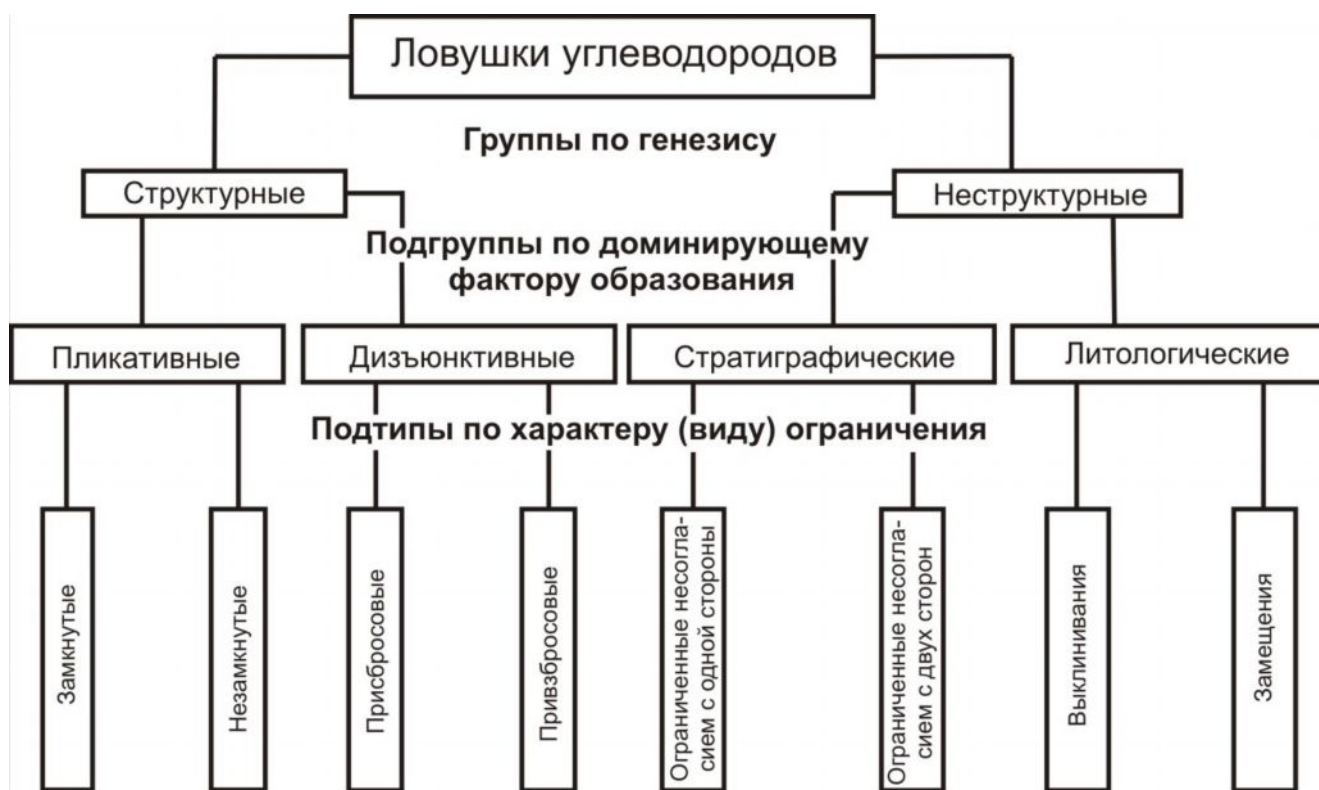 Ловушки углеводородов
Группы по генезису
Структурные
Неструктурные
Подгруппы по доминирующему
фактору образования
Пликативные
Дизъюнктивные
Стратиграфические
Литологические
Подтипы по характеру (виду) ограничения
Замкнутые
Незамкнутые
Присбросовые
Привзбросовые
Ограниченные несогла-
сием с одной стороны
Ограниченные несогла-
сием с двух сторон
Выклинивания
Замещения